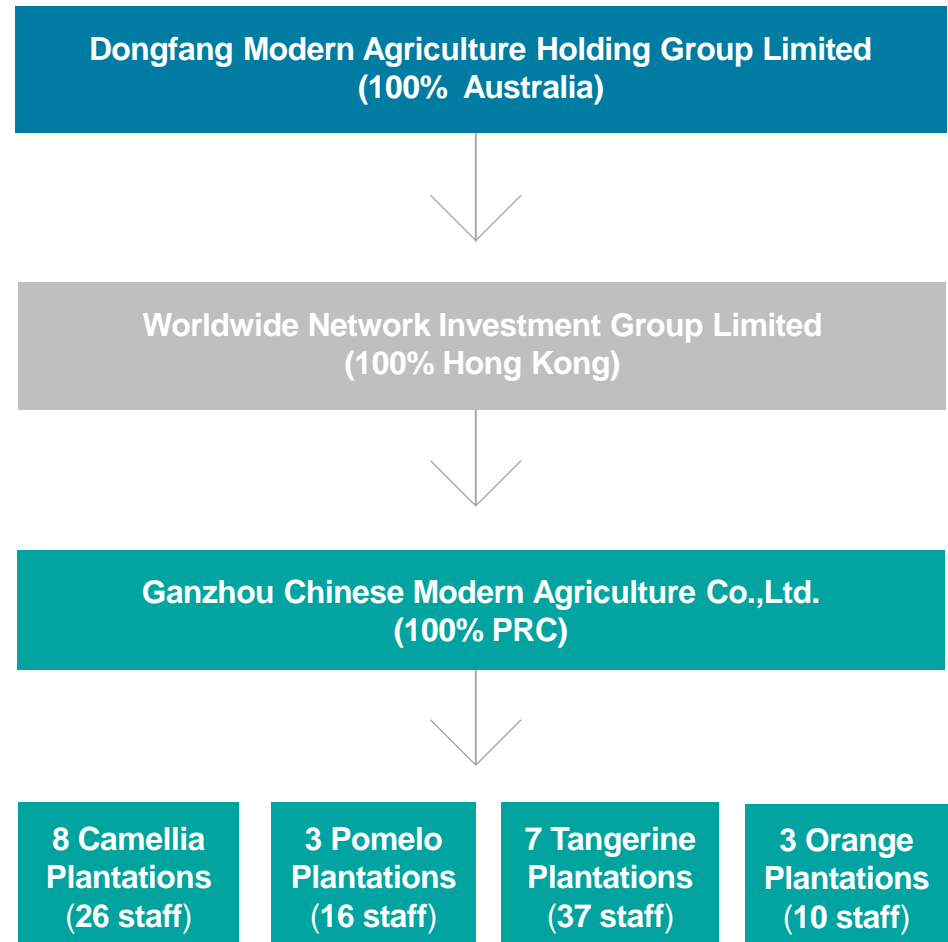 Dongfang Modern Agriculture Holding Group Limited
(100% Australia)
Worldwide Network Investment Group Limited
(100% Hong Kong)
Ganzhou Chinese Modern Agriculture Co.,Ltd.
(100% PRC)
8 Camellia
Plantations
(26 staff)
3 Pomelo
Plantations
(16 staff)
7 Tangerine
Plantations
(37 staff)
3 Orange
Plantations
(10 staff)